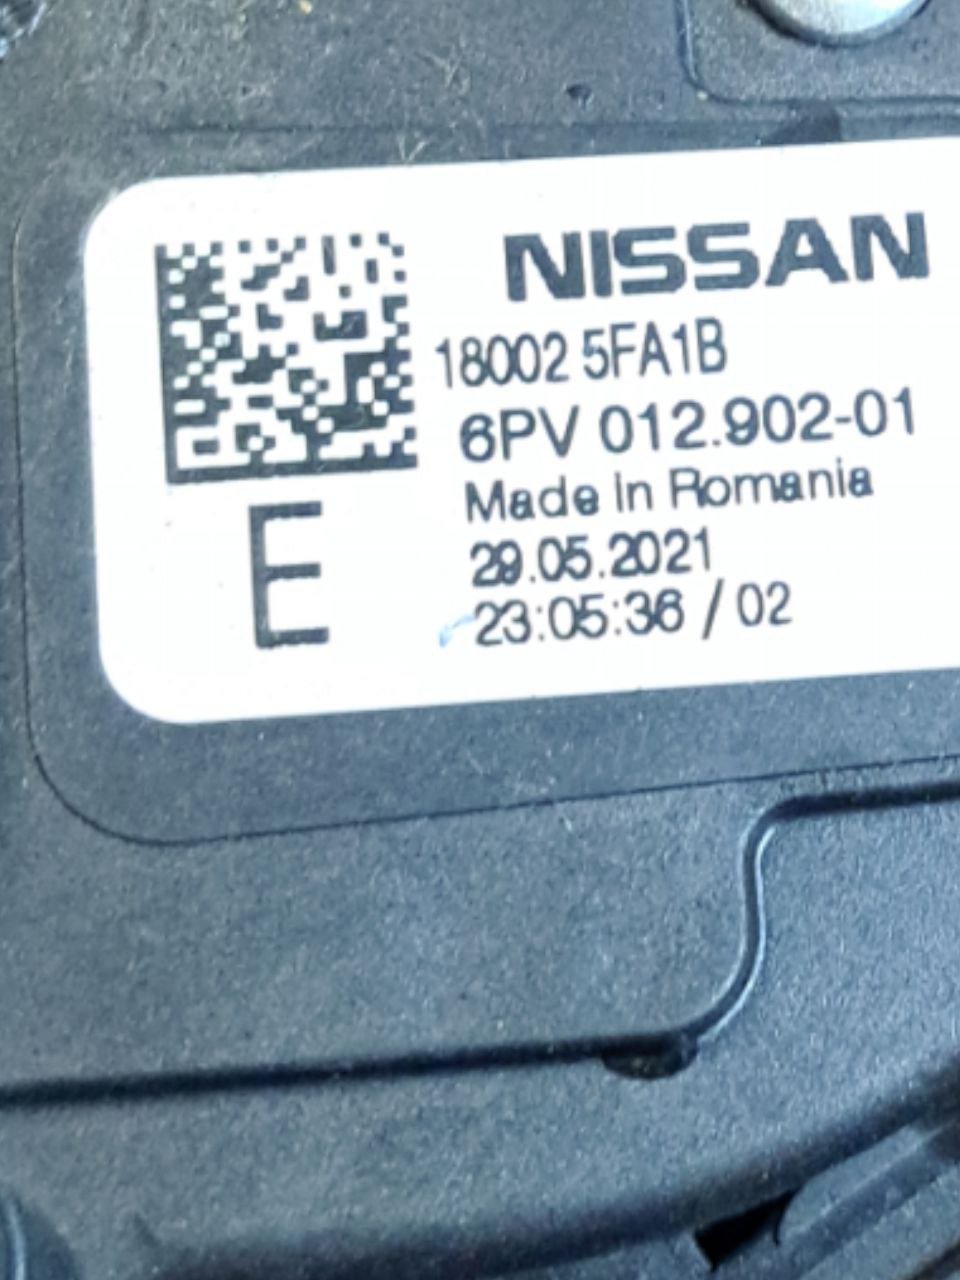 NISSAN
18002 5FA1B
6PV 012.902-01
Made in Romania
E
29.05.2021
23:05:36 / 02